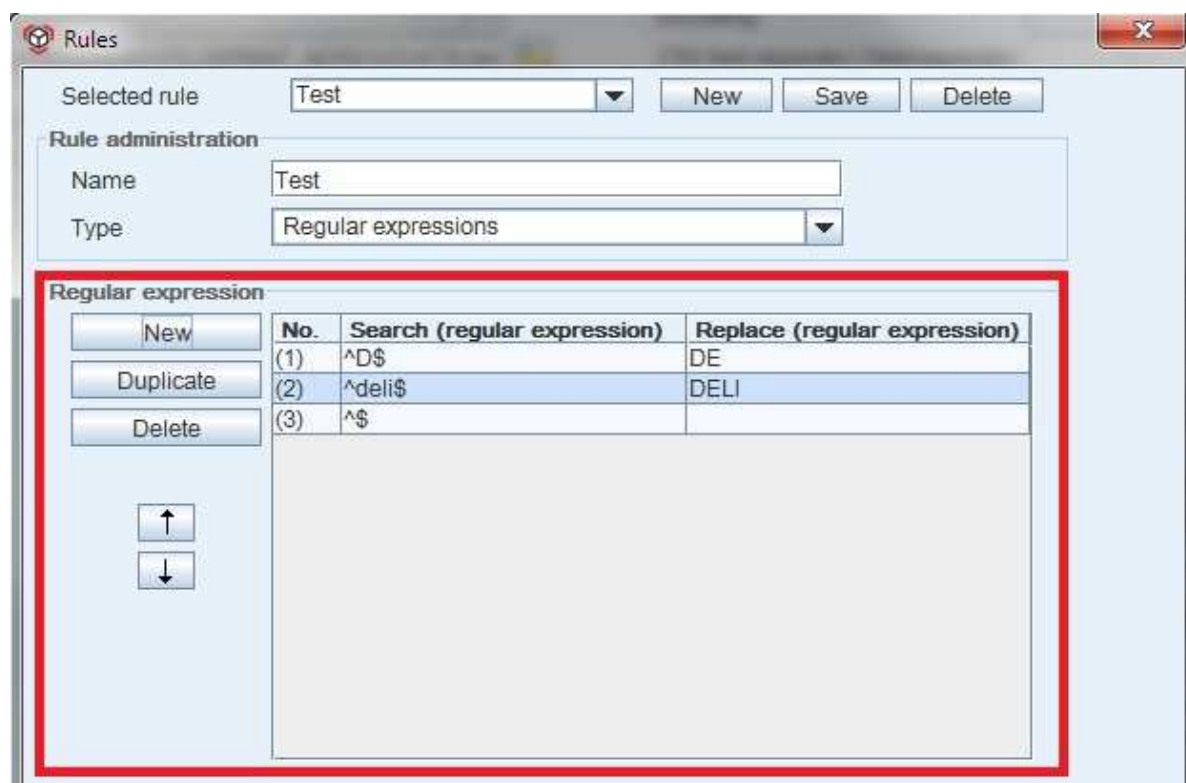 Rules
Selected rule Test New Save Delete
Rule administration
Name Test
Type Regular expressions
Regular expression
New
Duplicate
Delete
No. Search (regular expression) Replace (regular expression)
(1) ^D$ DE
(2) ^deli$ DELI
(3) ^$
↑
↓